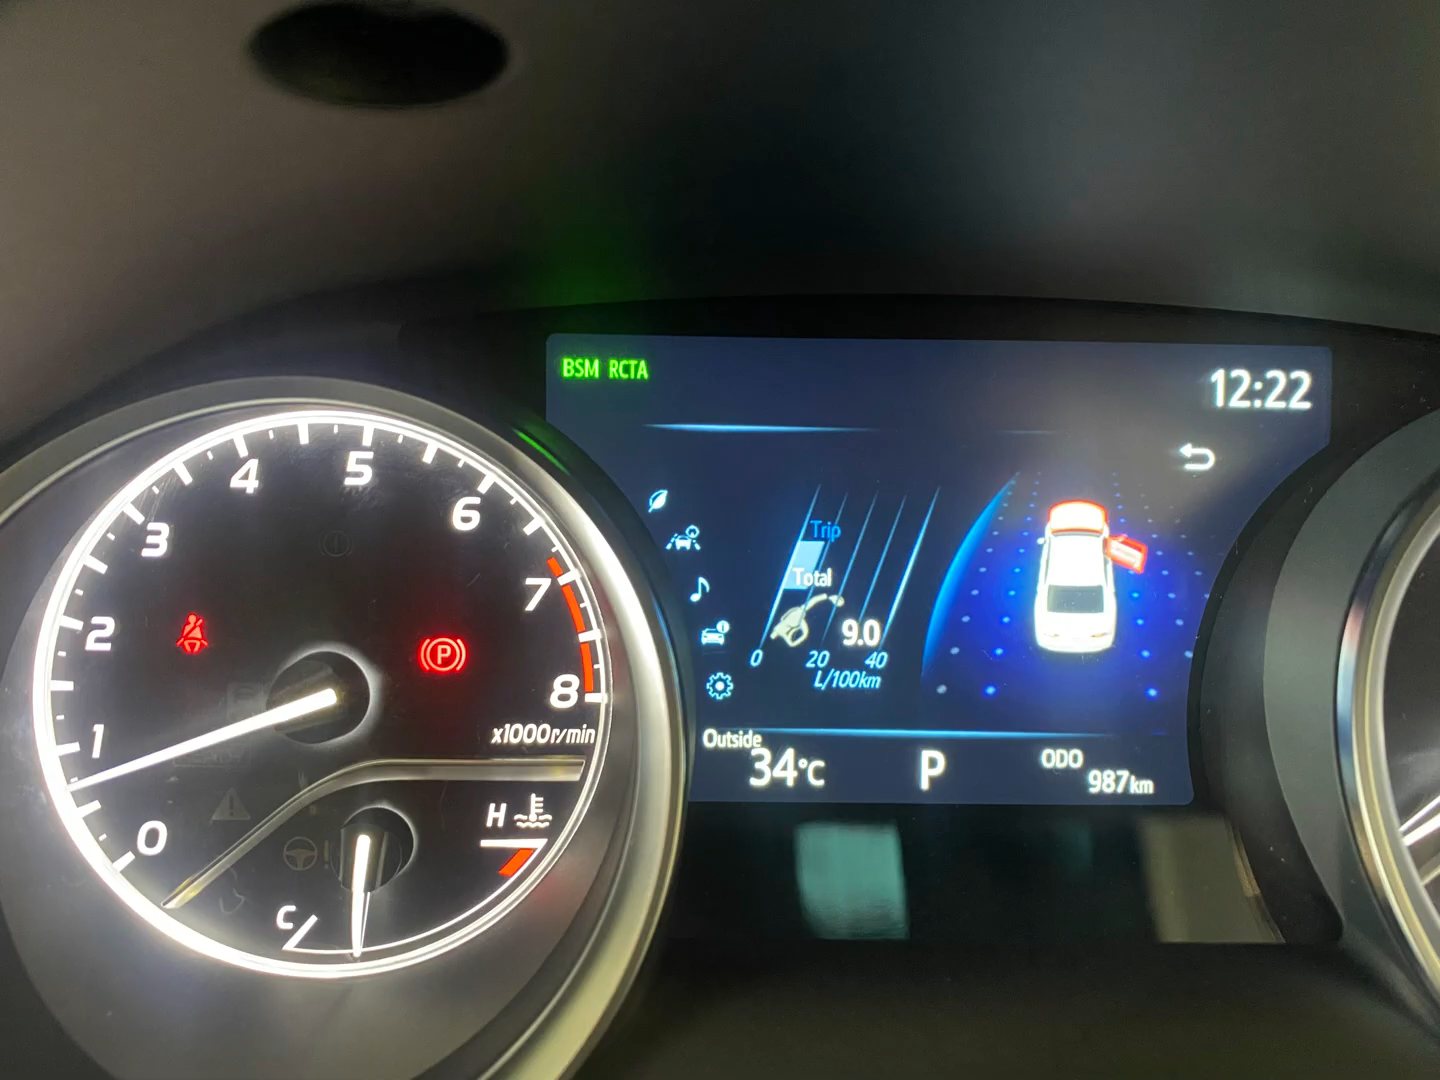 BSM RCTA
12:22
4
5
3
6
2
7
1
8
x1000r/min
0
H
C
P
Trip
Total
9.0
0 20 40
L/100km
Outside
34°C
P
ODO
987km